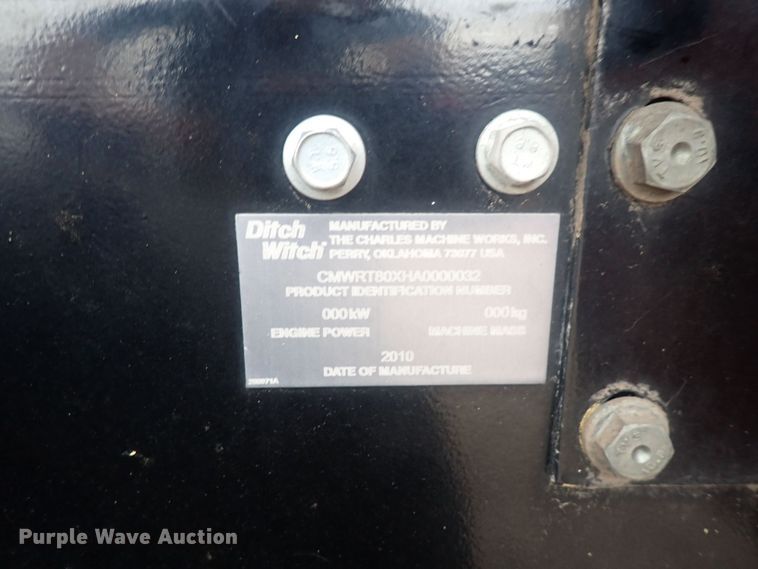 Ditch Witch®
MANUFACTURED BY
THE CHARLES MACHINE WORKS, INC.
PERRY, OKLAHOMA 73077 USA
CMWRT80XHA0000032
PRODUCT IDENTIFICATION NUMBER
000kW 000kg
ENGINE POWER MACHINE MASS
2010
DATE OF MANUFACTURE
Purple Wave Auction®